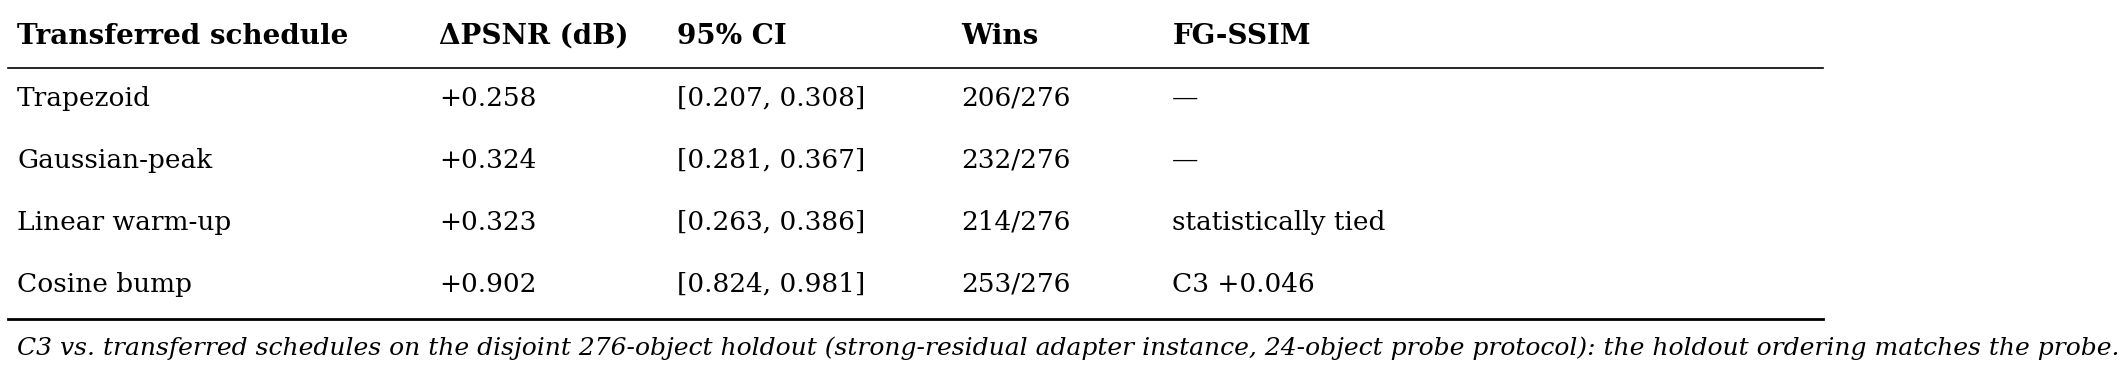 Transferred schedule ΔPSNR (dB) 95% CI Wins FG-SSIM
Trapezoid +0.258 [0.207, 0.308] 206/276 —
Gaussian-peak +0.324 [0.281, 0.367] 232/276 —
Linear warm-up +0.323 [0.263, 0.386] 214/276 statistically tied
Cosine bump +0.902 [0.824, 0.981] 253/276 C3 +0.046
C3 vs. transferred schedules on the disjoint 276-object holdout (strong-residual adapter instance, 24-object probe protocol): the holdout ordering matches the probe.